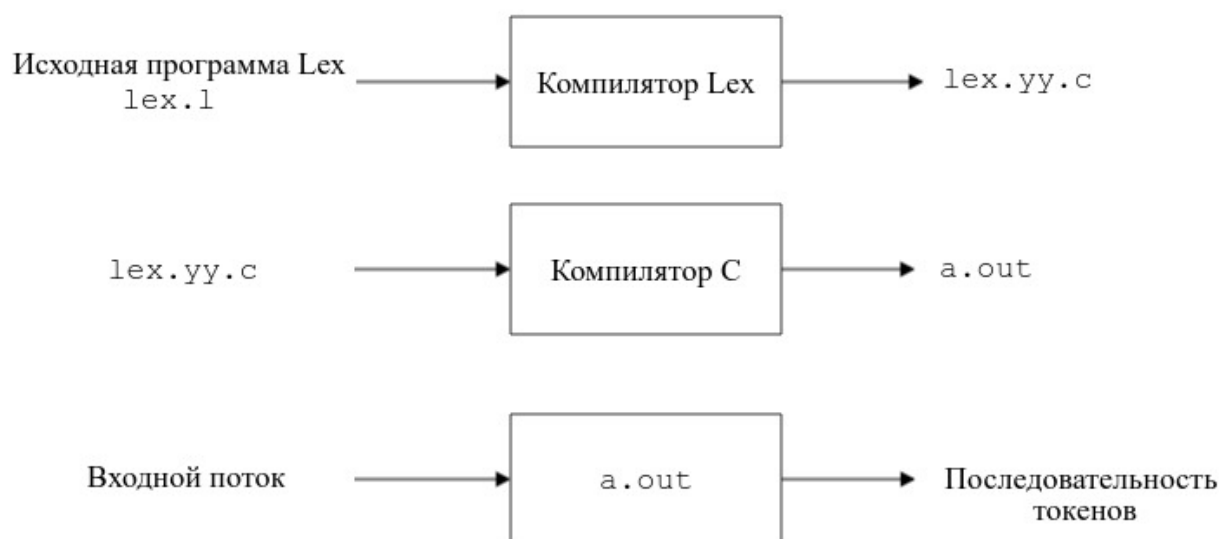 Исходная программа Lex
lex.l
Компилятор Lex
lex.yy.c
lex.yy.c
Компилятор C
a.out
Входной поток
a.out
Последовательность
токенов